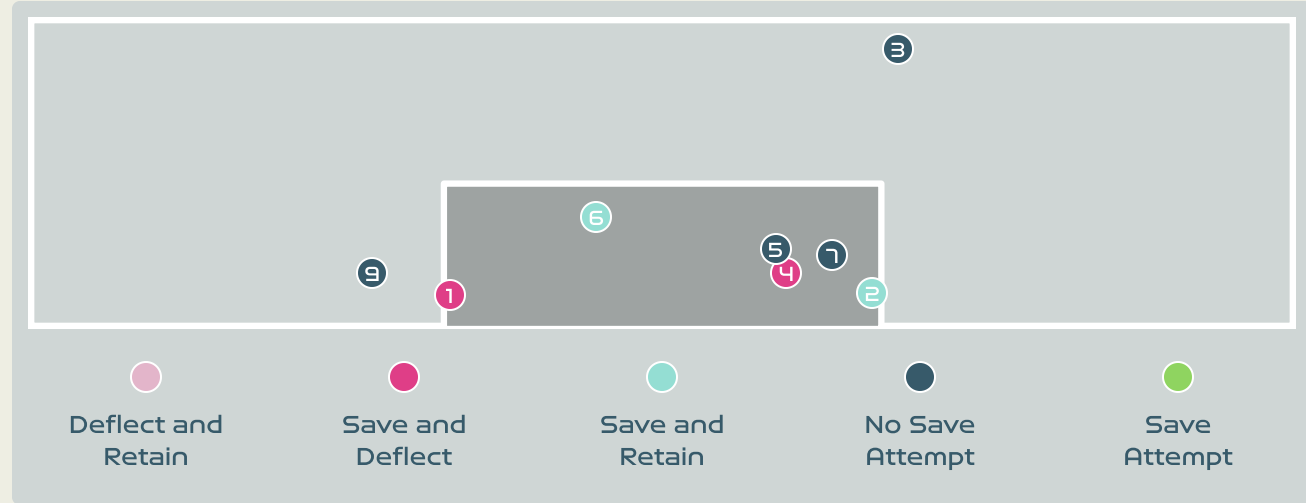 3
6
5
7
9
4
1
2
Deflect and
Retain
Save and
Deflect
Save and
Retain
No Save
Attempt
Save
Attempt